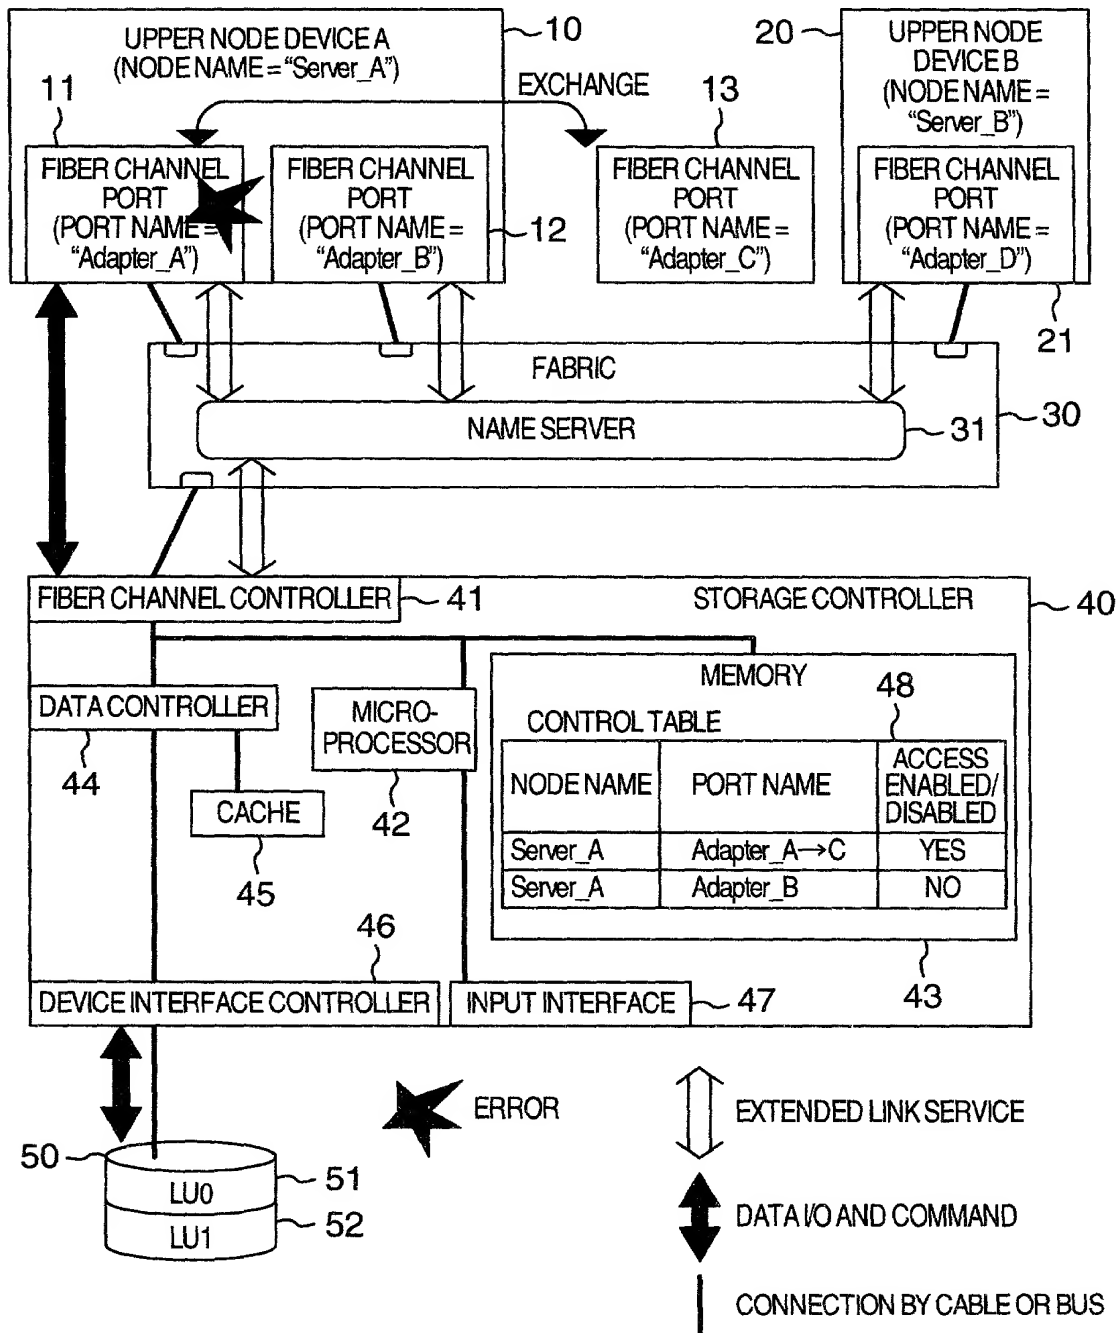 UPPER NODE DEVICE A
(NODE NAME = “Server_A”)
10
20
UPPER NODE
DEVICE B
(NODE NAME =
“Server_B”)
11
EXCHANGE
13
FIBER CHANNEL
PORT
(PORT NAME =
“Adapter_A”)
FIBER CHANNEL
PORT
(PORT NAME =
“Adapter_B”)
12
FIBER CHANNEL
PORT
(PORT NAME =
“Adapter_C”)
FIBER CHANNEL
PORT
(PORT NAME =
“Adapter_D”)
21
FABRIC
NAME SERVER
31
30
FIBER CHANNEL CONTROLLER
41
STORAGE CONTROLLER
40
MEMORY
48
DATA CONTROLLER
44
MICRO-
PROCESSOR
42
CACHE
45
CONTROL TABLE
NODE NAME
PORT NAME
ACCESS
ENABLED/
DISABLED
Server_A
Adapter_A→C
YES
Server_A
Adapter_B
NO
43
46
DEVICE INTERFACE CONTROLLER
INPUT INTERFACE
47
50
LU0
51
LU1
52
ERROR
EXTENDED LINK SERVICE
DATA I/O AND COMMAND
CONNECTION BY CABLE OR BUS